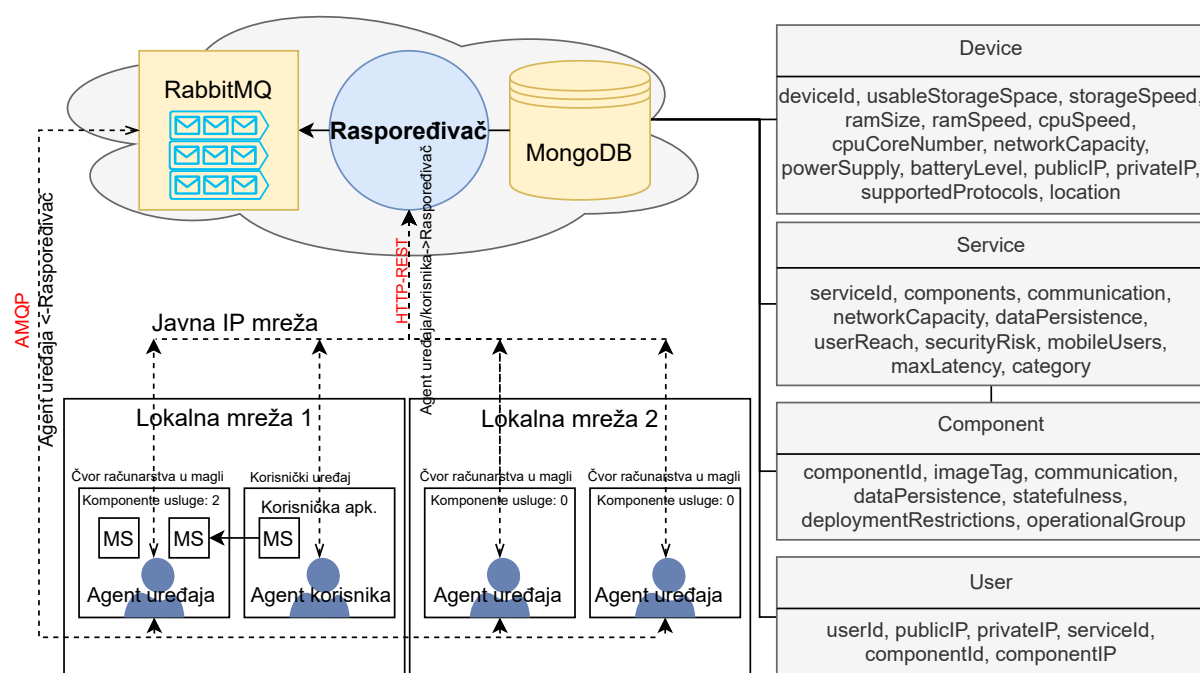 RabbitMQ
Raspoređivač
MongoDB
AMQP
Agent uređaja <-Raspoređivač
HTTP-REST
Agent uređaja/korisnika->Raspoređivač
Javna IP mreža
Lokalna mreža 1
Čvor računarstva u magli
Komponente usluge: 2
MS
MS
Agent uređaja
Korisnički uređaj
Korisnička apk.
MS
Agent korisnika
Lokalna mreža 2
Čvor računarstva u magli
Komponente usluge: 0
Agent uređaja
Čvor računarstva u magli
Komponente usluge: 0
Agent uređaja
Device
deviceId, usableStorageSpace, storageSpeed,
ramSize, ramSpeed, cpuSpeed,
cpuCoreNumber, networkCapacity,
powerSupply, batteryLevel, publicIP, privateIP,
supportedProtocols, location
Service
serviceId, components, communication,
networkCapacity, dataPersistence,
userReach, securityRisk, mobileUsers,
maxLatency, category
Component
componentId, imageTag, communication,
dataPersistence, statefulness,
deploymentRestrictions, operationalGroup
User
userId, publicIP, privateIP, serviceId,
componentId, componentIP